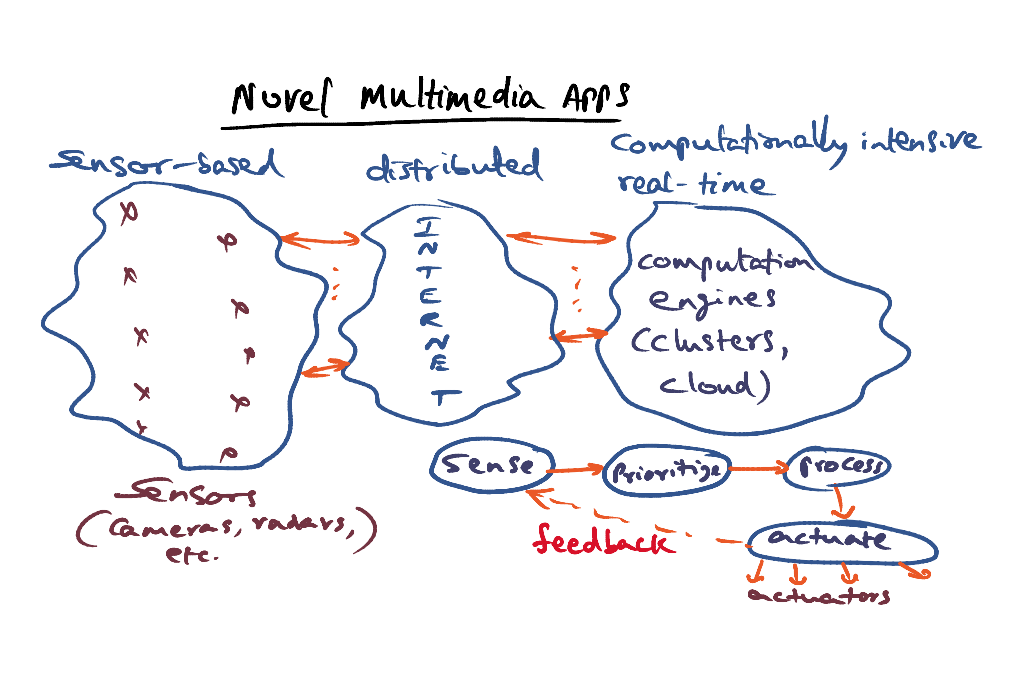 Novel Multimedia Apps
Sensor-based
distributed
computationally intensive
real-time
INTERNET
computation
engines
(clusters,
cloud)
Sensors
(cameras, radars,
etc.)
sense
prioritize
process
actuate
feedback
actuators